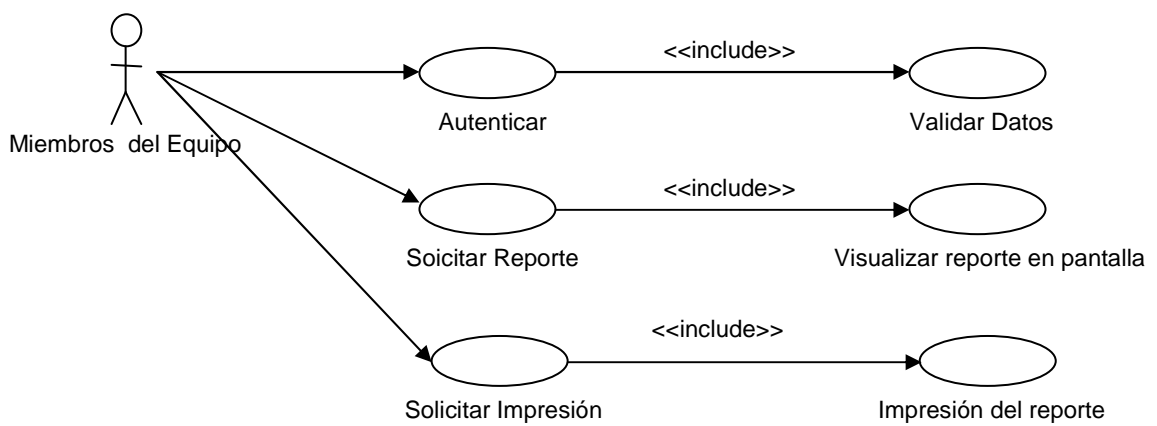 <<include>>
Autenticar
Validar Datos
Miembros del Equipo
<<include>>
Soicitar Reporte
Visualizar reporte en pantalla
<<include>>
Solicitar Impresión
Impresión del reporte